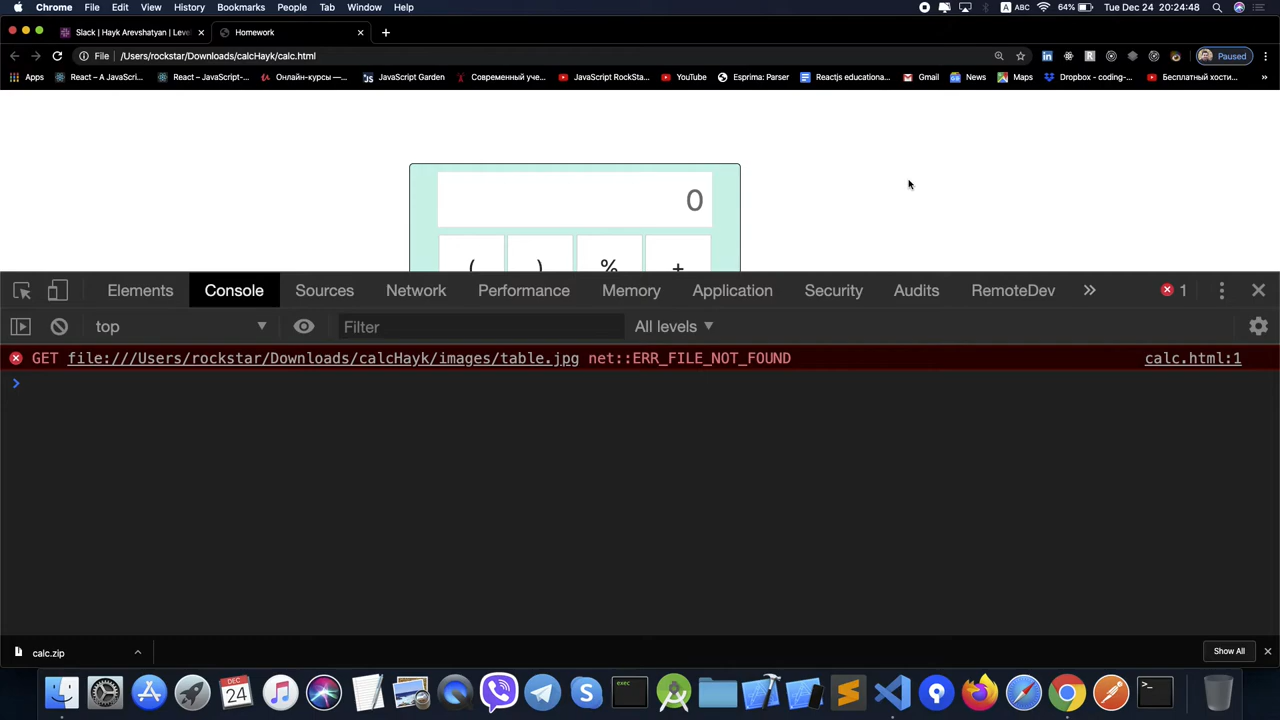 Chrome File Edit View History Bookmarks People Tab Window Help A 64% Tue Dec 24 20:24:48
Slack | Hayk Arevshatyan | Leve Homework
File /Users/rockstar/Downloads/calcHayk/calc.html Paused
Apps React – A JavaScri... React – JavaScript-... Онлайн-курсы —... JavaScript Garden Современный уче... JavaScript RockSta... YouTube Esprima: Parser Reactjs educationa... Gmail News Maps Dropbox - coding-... Бесплатный хости... »
0
( ) % ÷
Elements Console Sources Network Performance Memory Application Security Audits RemoteDev » 1
top Filter All levels
GET file:///Users/rockstar/Downloads/calcHayk/images/table.jpg net::ERR_FILE_NOT_FOUND calc.html:1
calc.zip Show All
DEC
24
exec